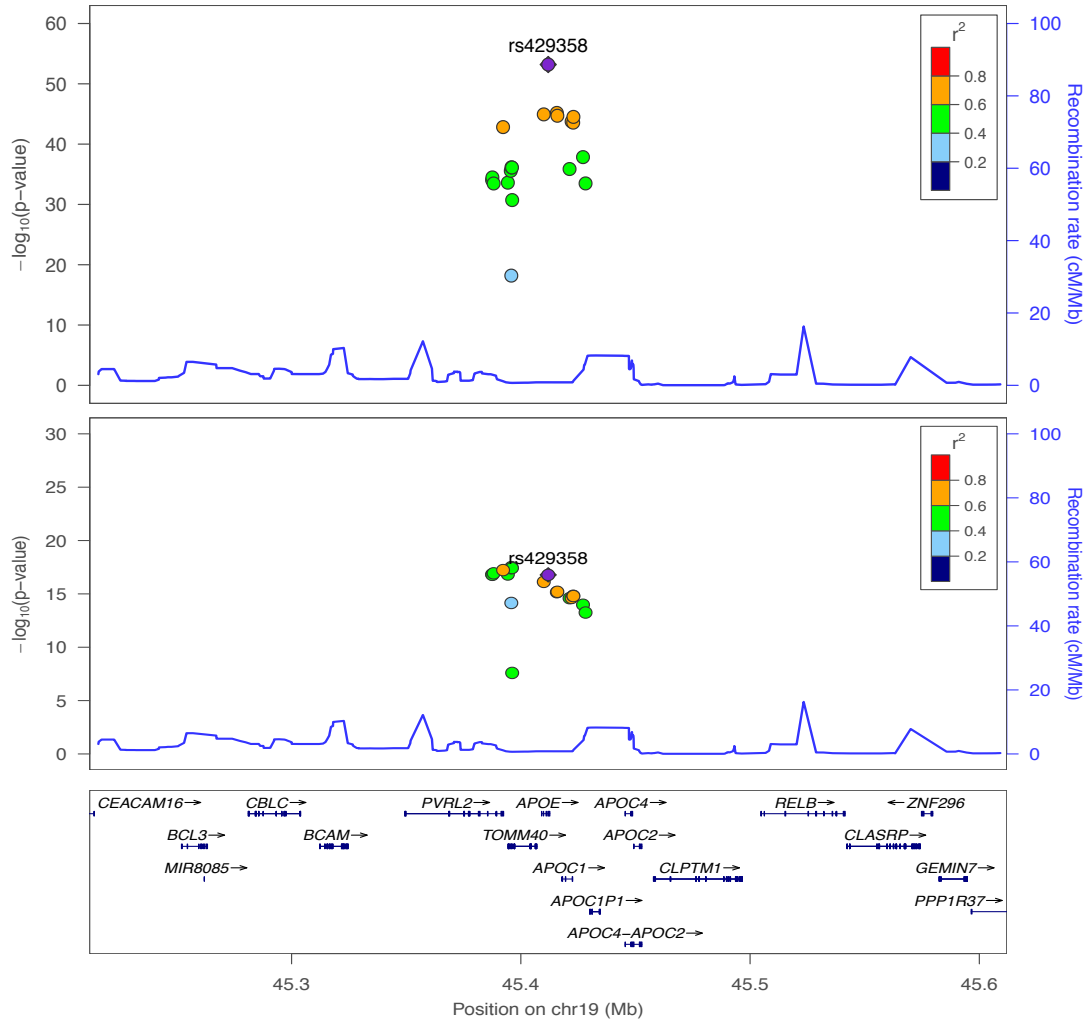 60
50
40
30
20
10
0
−log10(p−value)
100
80
60
40
20
0
Recombination rate (cM/Mb)
r2
0.8
0.6
0.4
0.2
rs429358
30
25
20
15
10
5
0
−log10(p−value)
100
80
60
40
20
0
Recombination rate (cM/Mb)
r2
0.8
0.6
0.4
0.2
rs429358
CEACAM16→ CBLC→ PVRL2→ APOE→ APOC4→ RELB→ ←ZNF296
BCL3→ BCAM→ TOMM40→ APOC2→ CLASRP→
MIR8085→ APOC1→ CLPTM1→ GEMIN7→
APOC1P1→ PPP1R37→
APOC4−APOC2→
45.3 45.4 45.5 45.6
Position on chr19 (Mb)